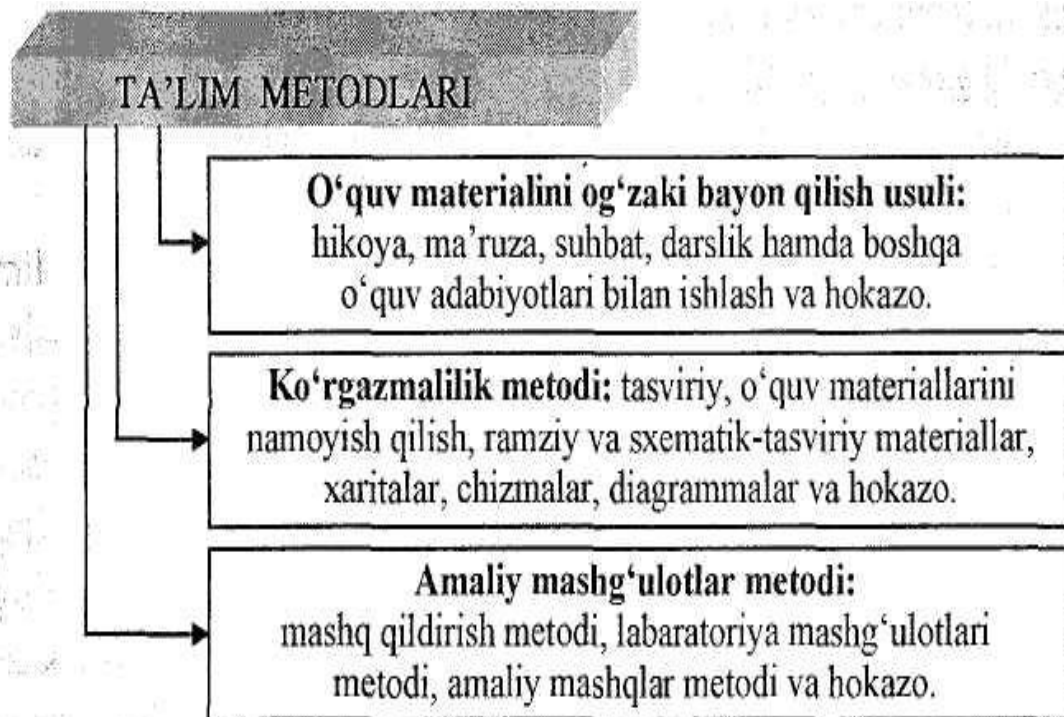 TA’LIM METODLARI
O‘quv materialini og‘zaki bayon qilish usuli:
hikoya, ma’ruza, suhbat, darslik hamda boshqa
o‘quv adabiyotlari bilan ishlash va hokazo.
Ko‘rgazmalilik metodi: tasviriy, o‘quv materiallarini
namoyish qilish, ramziy va sxematik-tasviriy materiallar,
xaritalar, chizmalar, diagrammalar va hokazo.
Amaliy mashg‘ulotlar metodi:
mashq qildirish metodi, labaratoriya mashg‘ulotlari
metodi, amaliy mashqlar metodi va hokazo.